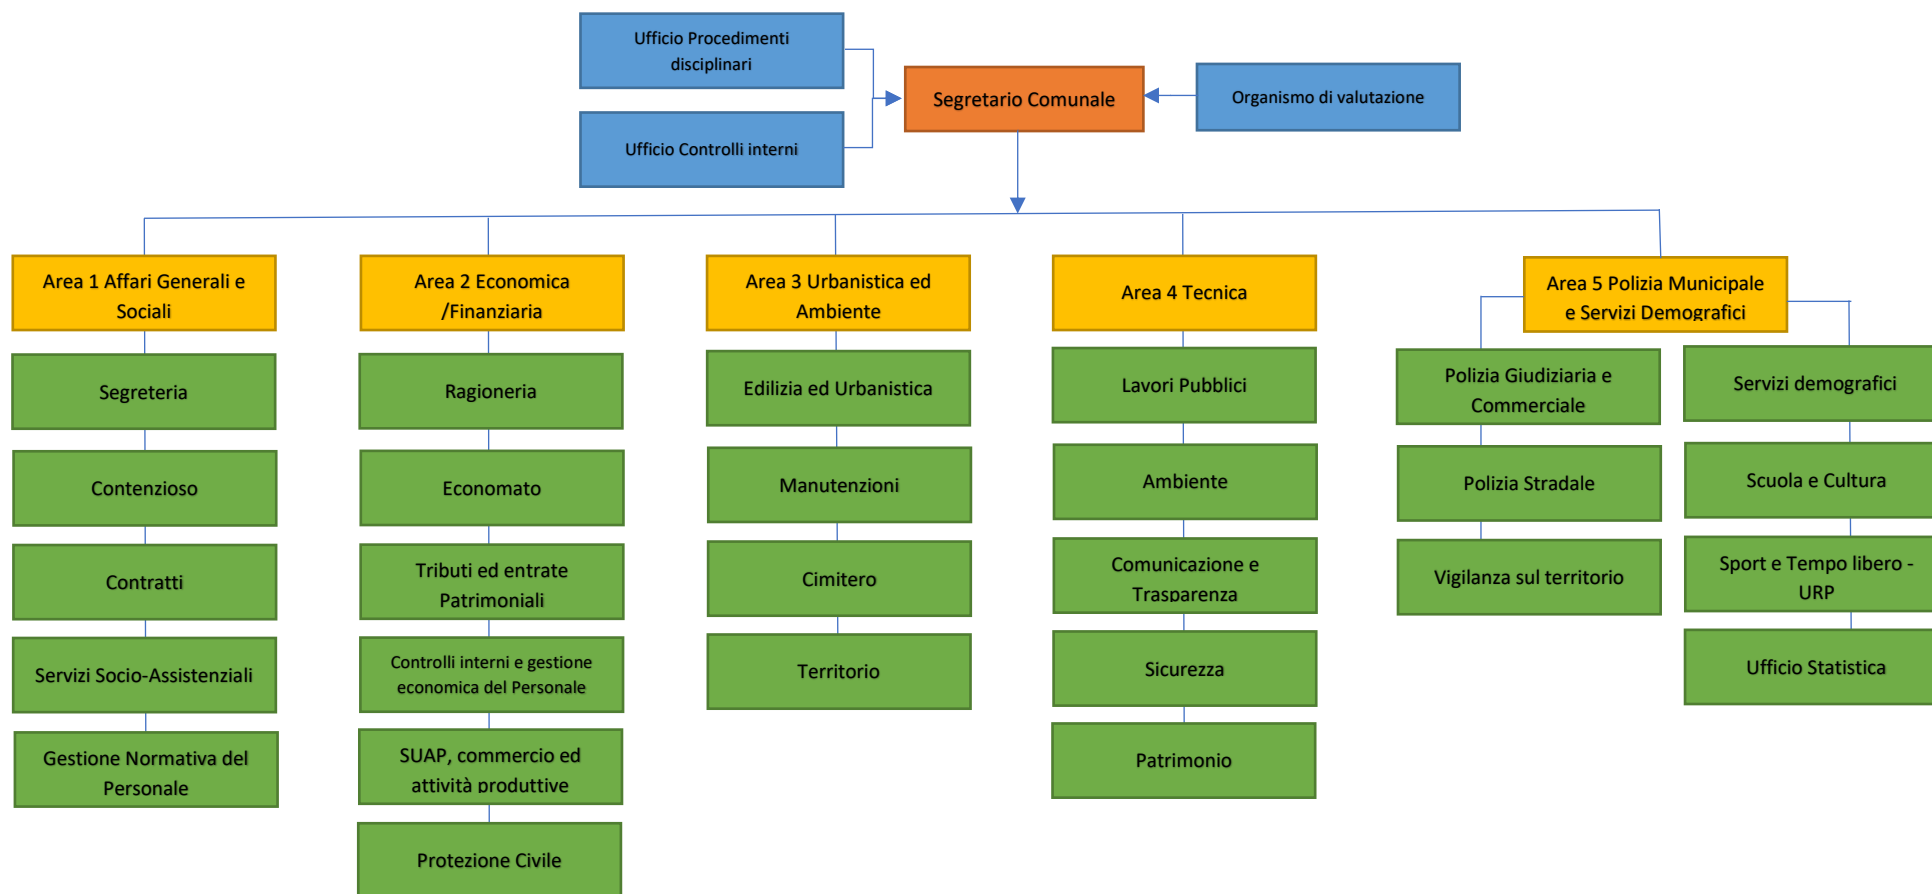 Ufficio Procedimenti
disciplinari
Segretario Comunale
Organismo di valutazione
Ufficio Controlli interni
Area 1 Affari Generali e
Sociali
Segreteria
Contenzioso
Contratti
Servizi Socio-Assistenziali
Gestione Normativa del
Personale
Area 2 Economica
/Finanziaria
Ragioneria
Economato
Tributi ed entrate
Patrimoniali
Controlli interni e gestione
economica del Personale
SUAP, commercio ed
attività produttive
Protezione Civile
Area 3 Urbanistica ed
Ambiente
Edilizia ed Urbanistica
Manutenzioni
Cimitero
Territorio
Area 4 Tecnica
Lavori Pubblici
Ambiente
Comunicazione e
Trasparenza
Sicurezza
Patrimonio
Area 5 Polizia Municipale
e Servizi Demografici
Polizia Giudiziaria e
Commerciale
Polizia Stradale
Vigilanza sul territorio
Servizi demografici
Scuola e Cultura
Sport e Tempo libero -
URP
Ufficio Statistica